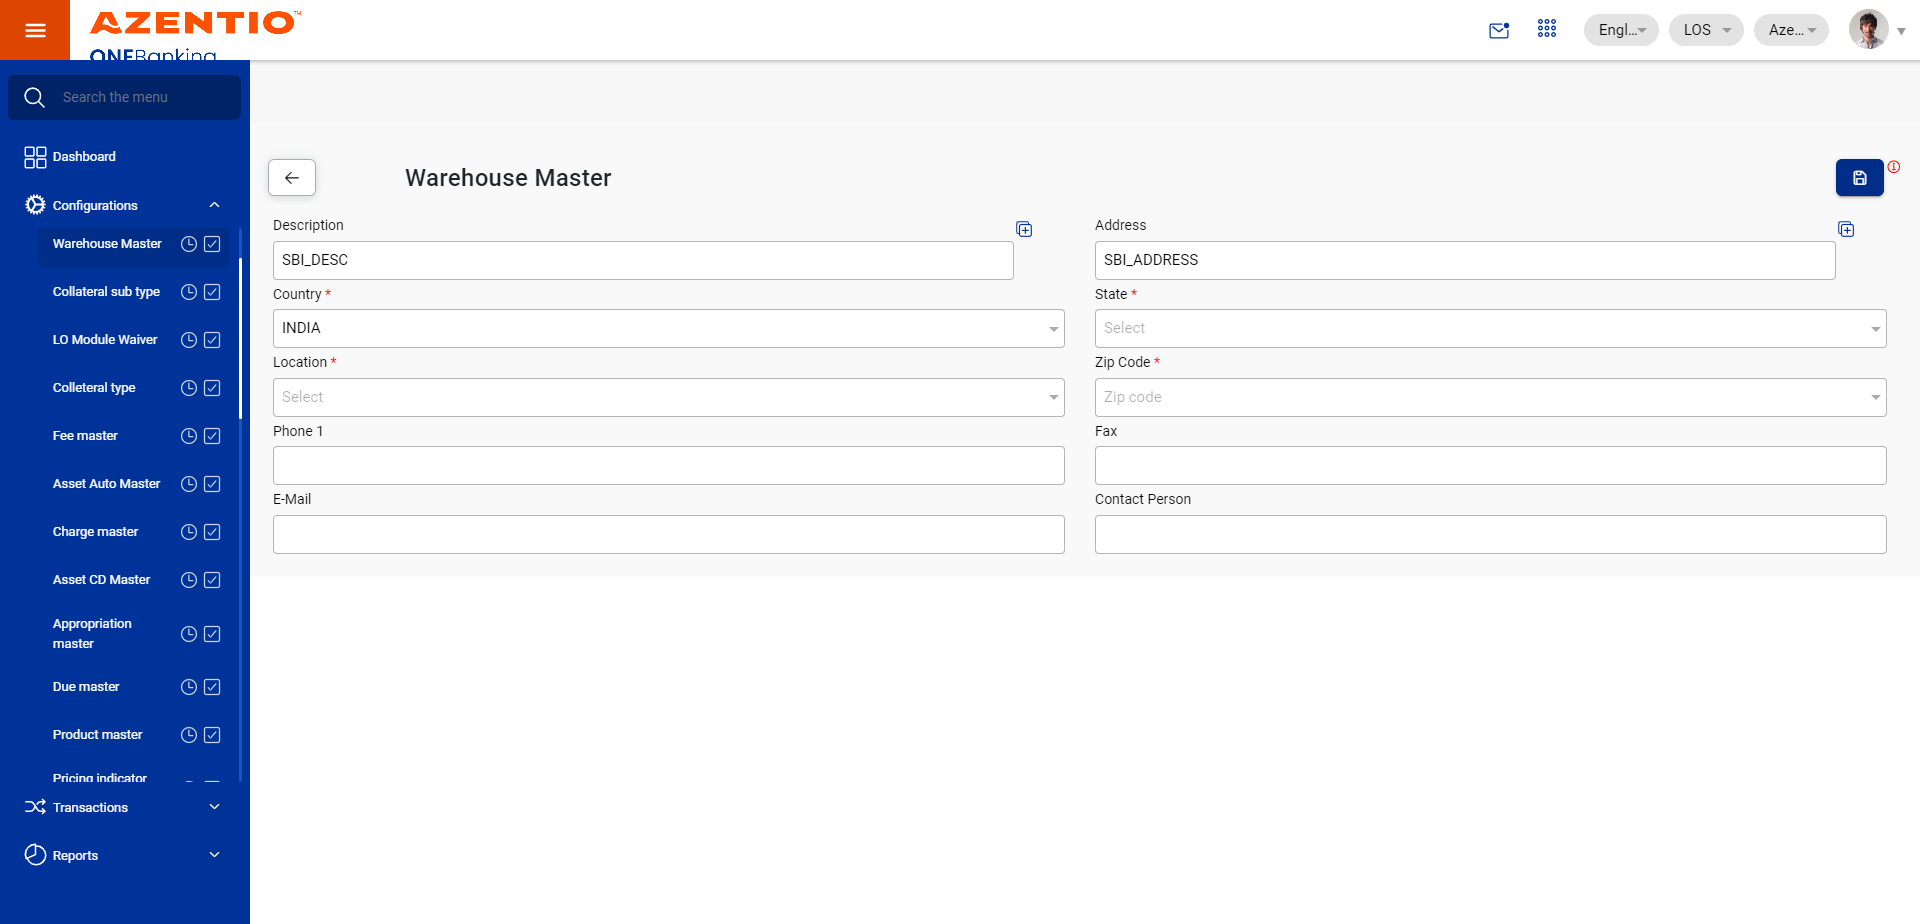 AZENTIO™
ONEBanking
Engl...
LOS
Aze...
Search the menu
Dashboard
Configurations
Warehouse Master
Collateral sub type
LO Module Waiver
Colleteral type
Fee master
Asset Auto Master
Charge master
Asset CD Master
Appropriation
master
Due master
Product master
Pricing indicator
Transactions
Reports
Warehouse Master
Description
SBI_DESC
Address
SBI_ADDRESS
Country *
INDIA
State *
Select
Location *
Select
Zip Code *
Zip code
Phone 1
Fax
E-Mail
Contact Person